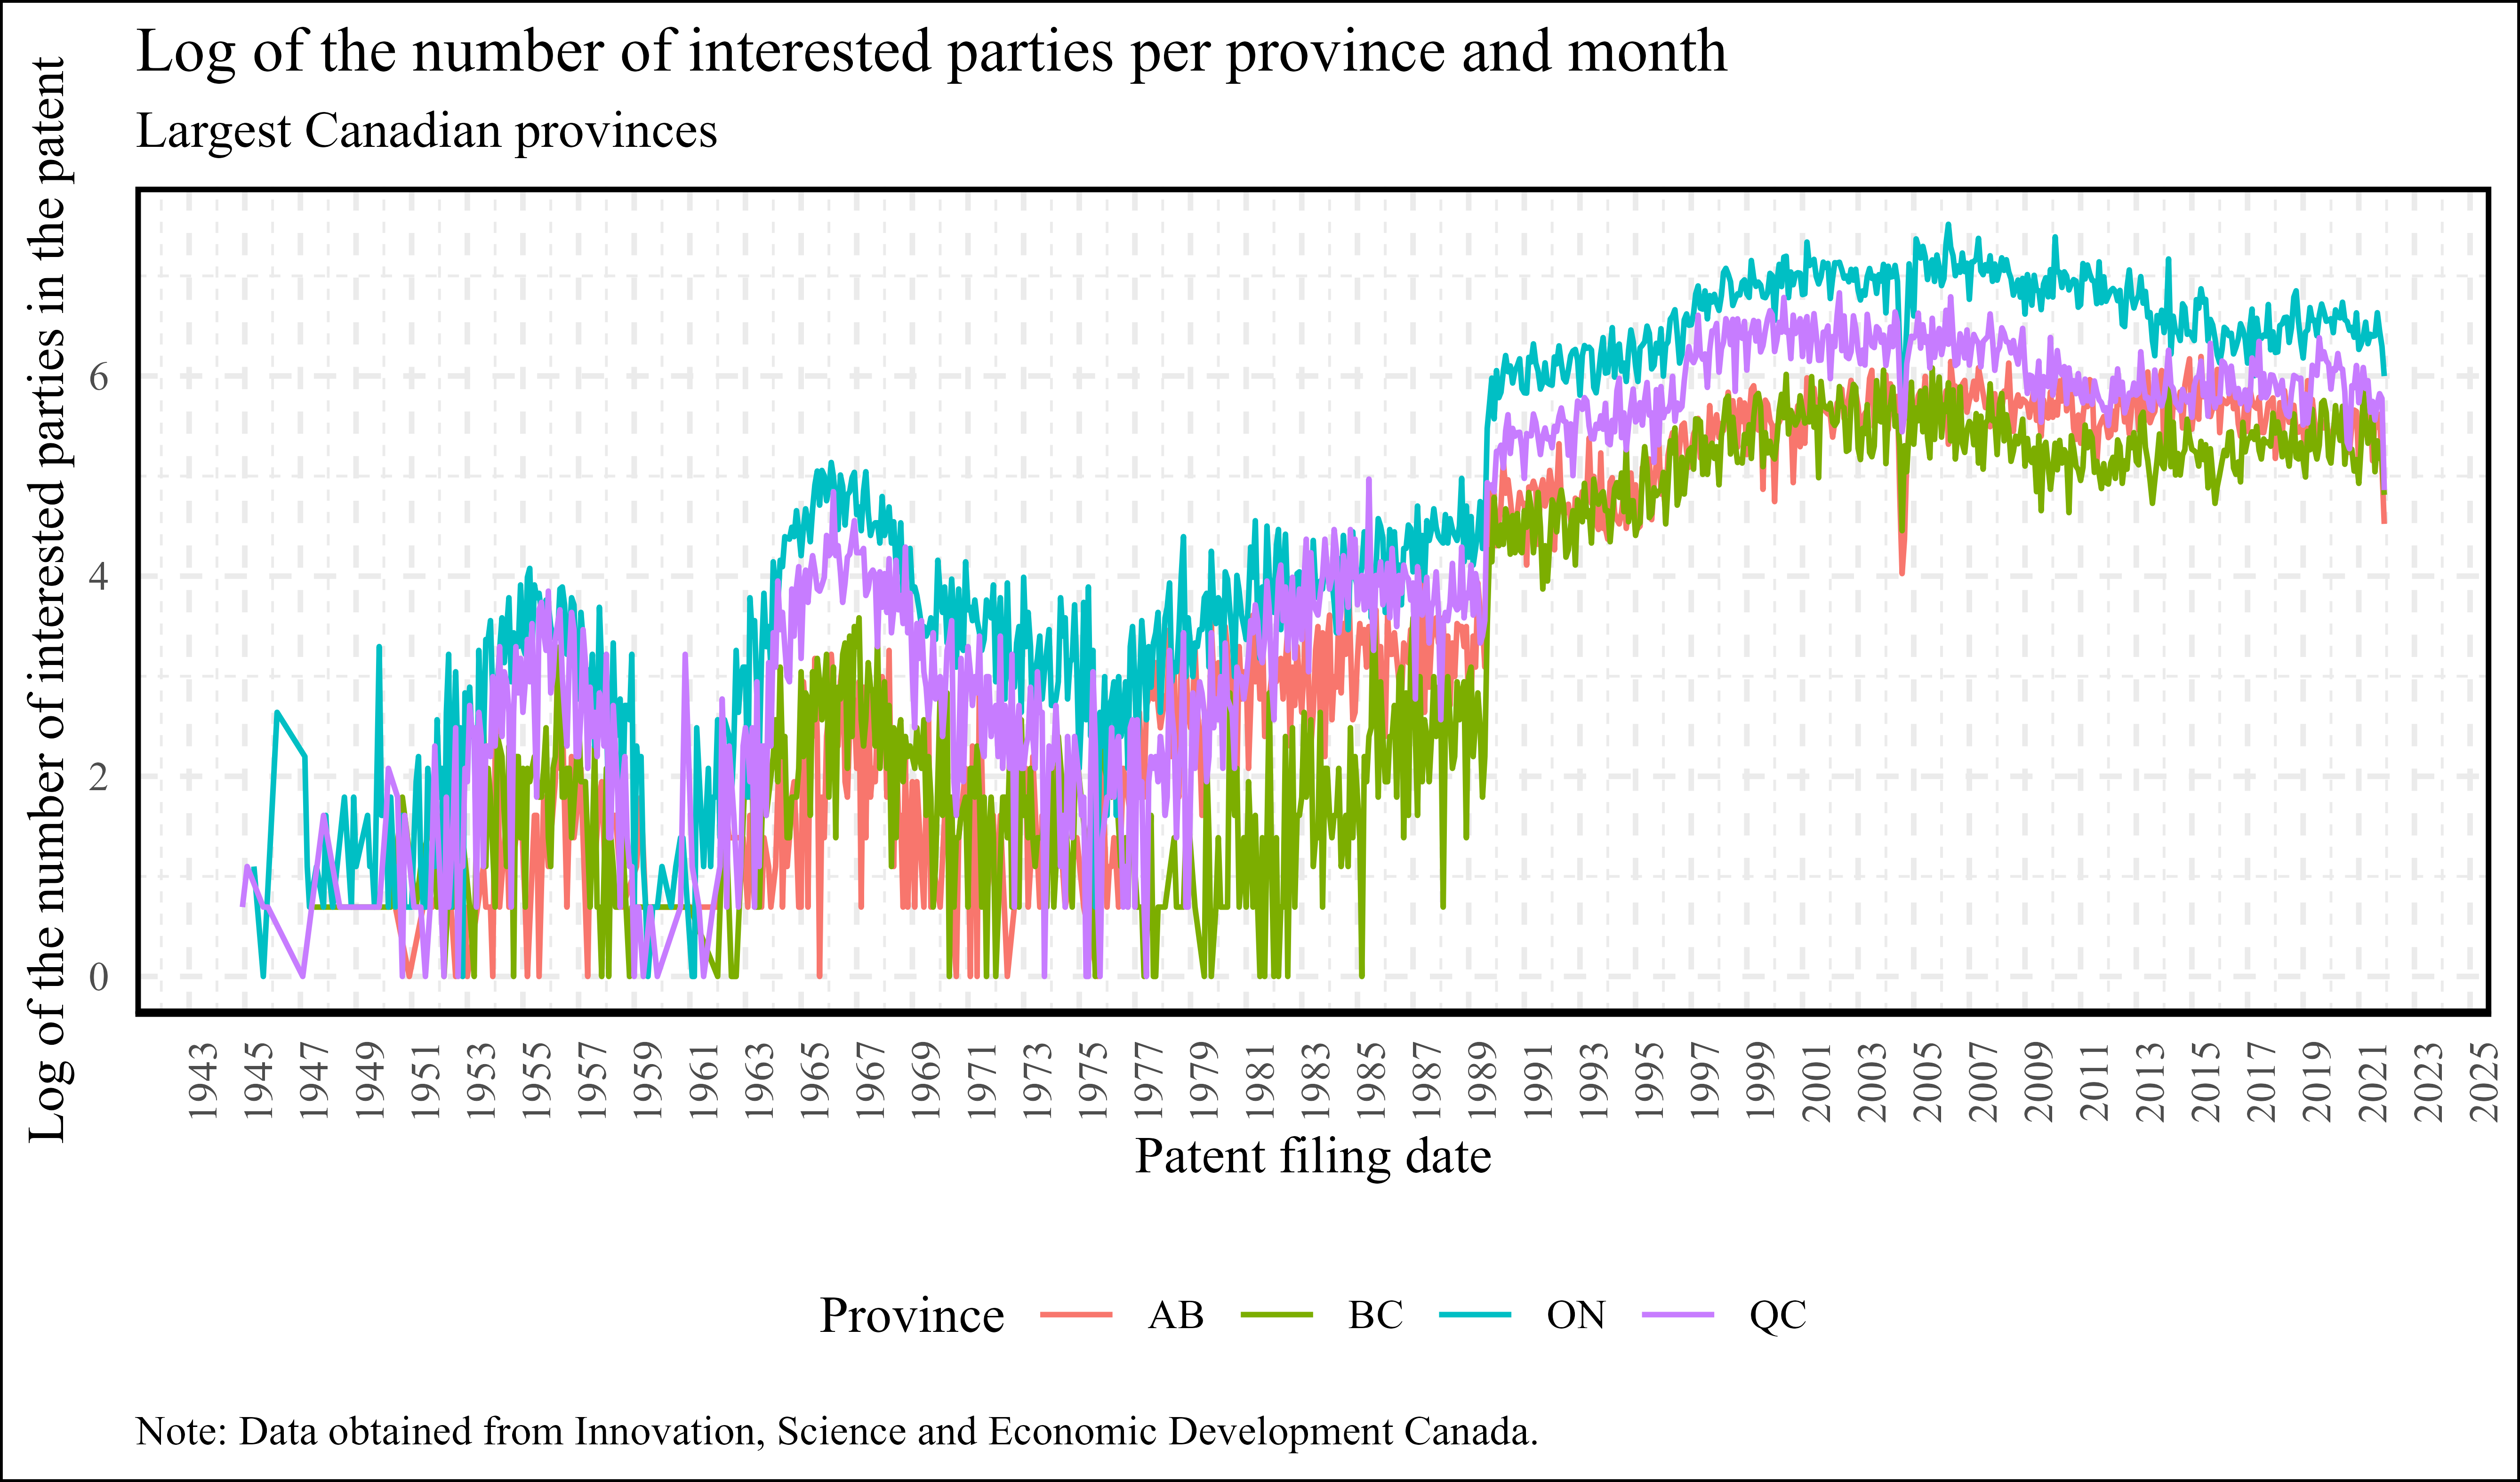 Log of the number of interested parties per province and month
Largest Canadian provinces
Log of the number of interested parties in the patent
6
4
2
0
1943 1945 1947 1949 1951 1953 1955 1957 1959 1961 1963 1965 1967 1969 1971 1973 1975 1977 1979 1981 1983 1985 1987 1989 1991 1993 1995 1997 1999 2001 2003 2005 2007 2009 2011 2013 2015 2017 2019 2021 2023 2025
Patent filing date
Province AB BC ON QC
Note: Data obtained from Innovation, Science and Economic Development Canada.